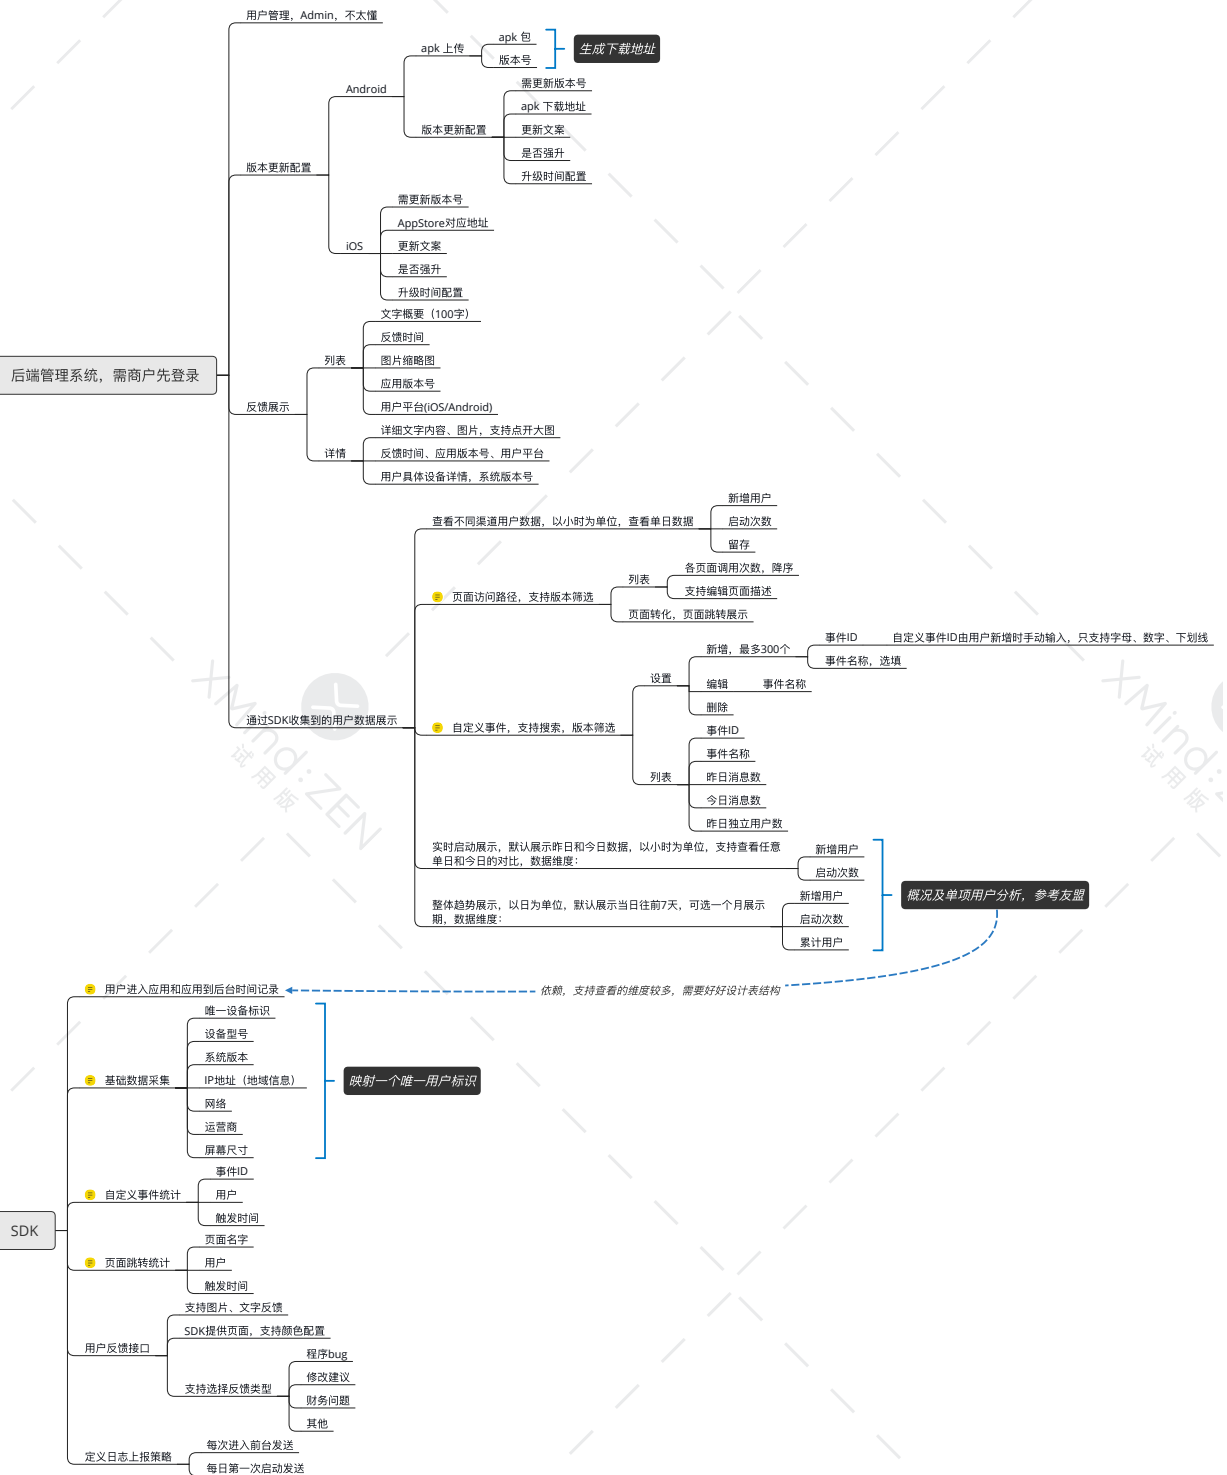 用户管理，Admin，不太懂
apk 包
生成下载地址
apk 上传
版本号
Android
需更新版本号
apk 下载地址
版本更新配置
更新文案
是否强升
升级时间配置
版本更新配置
需更新版本号
AppStore对应地址
iOS
更新文案
是否强升
升级时间配置
文字概要（100字）
反馈时间
列表
图片缩略图
应用版本号
后端管理系统，需商户先登录
用户平台(iOS/Android)
反馈展示
详细文字内容、图片，支持点开大图
详情
反馈时间、应用版本号、用户平台
用户具体设备详情，系统版本号
新增用户
查看不同渠道用户数据，以小时为单位，查看单日数据
启动次数
留存
各页面调用次数，降序
列表
支持编辑页面描述
页面访问路径，支持版本筛选
页面转化，页面跳转展示
事件ID
自定义事件ID由用户新增时手动输入，只支持字母、数字、下划线
新增，最多300个
事件名称，选填
设置
编辑
事件名称
删除
通过SDK收集到的用户数据展示
自定义事件，支持搜索，版本筛选
事件ID
事件名称
列表
昨日消息数
今日消息数
昨日独立用户数
实时启动展示，默认展示昨日和今日数据，以小时为单位，支持查看任意
单日和今日的对比，数据维度：
新增用户
启动次数
概况及单项用户分析，参考友盟
整体趋势展示，以日为单位，默认展示当日往前7天，可选一个月展示
期，数据维度：
新增用户
启动次数
累计用户
用户进入应用和应用到后台时间记录
依赖，支持查看的维度较多，需要好好设计表结构
唯一设备标识
设备型号
系统版本
基础数据采集
IP地址（地域信息）
映射一个唯一用户标识
网络
运营商
屏幕尺寸
事件ID
自定义事件统计
用户
触发时间
SDK
页面名字
页面跳转统计
用户
触发时间
支持图片、文字反馈
SDK提供页面，支持颜色配置
用户反馈接口
程序bug
修改建议
支持选择反馈类型
财务问题
其他
每次进入前台发送
定义日志上报策略
每日第一次启动发送
XMind:ZEN
试用版
XMind:ZEN
试用版